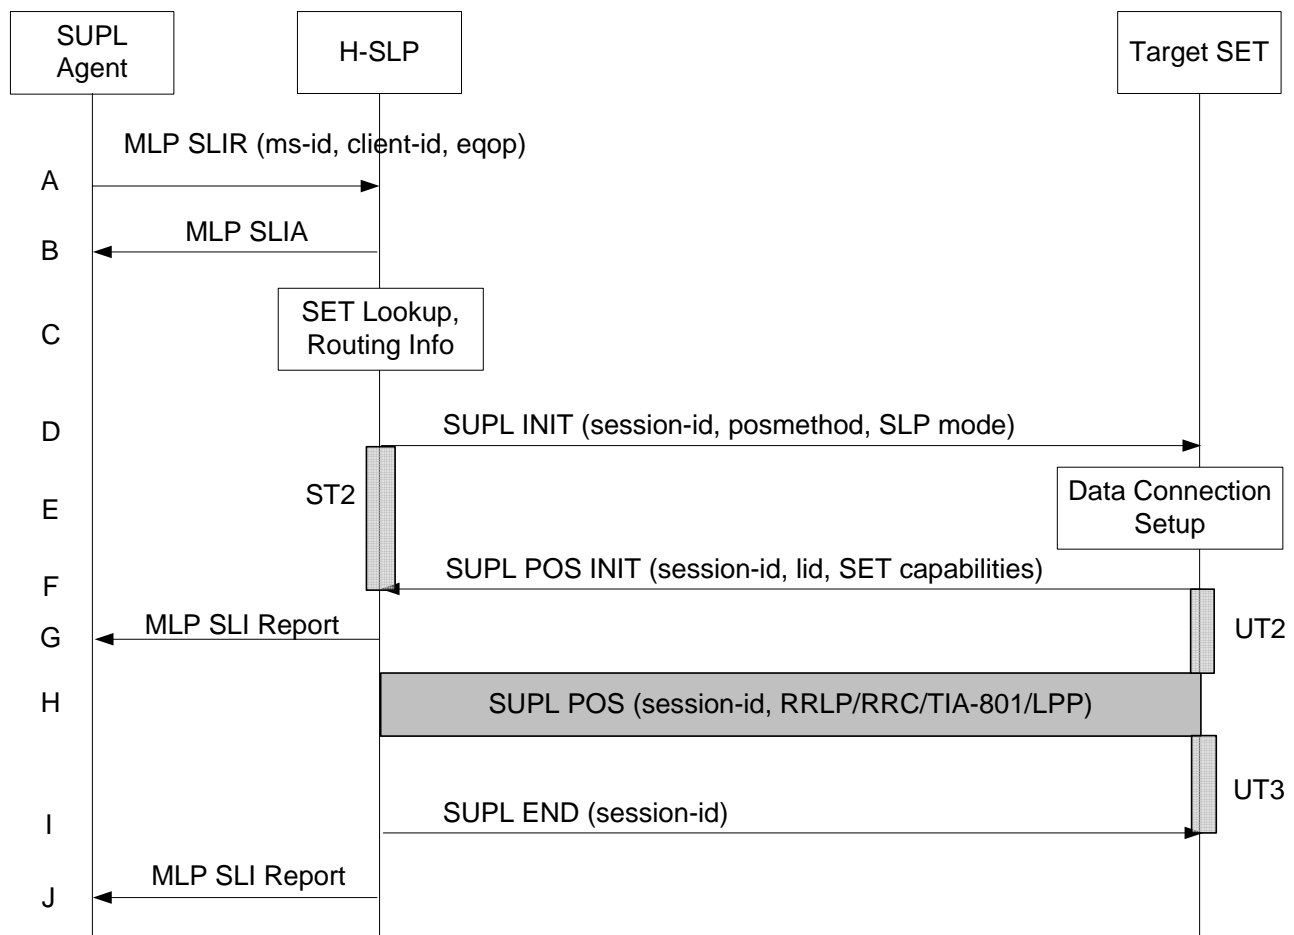 SUPL
Agent
H-SLP
Target SET
MLP SLIR (ms-id, client-id, eqop)
A
MLP SLIA
B
SET Lookup,
Routing Info
C
SUPL INIT (session-id, posmethod, SLP mode)
D
ST2
Data Connection
Setup
E
SUPL POS INIT (session-id, lid, SET capabilities)
F
MLP SLI Report
G
UT2
H
SUPL POS (session-id, RRLP/RRC/TIA-801/LPP)
UT3
SUPL END (session-id)
I
MLP SLI Report
J